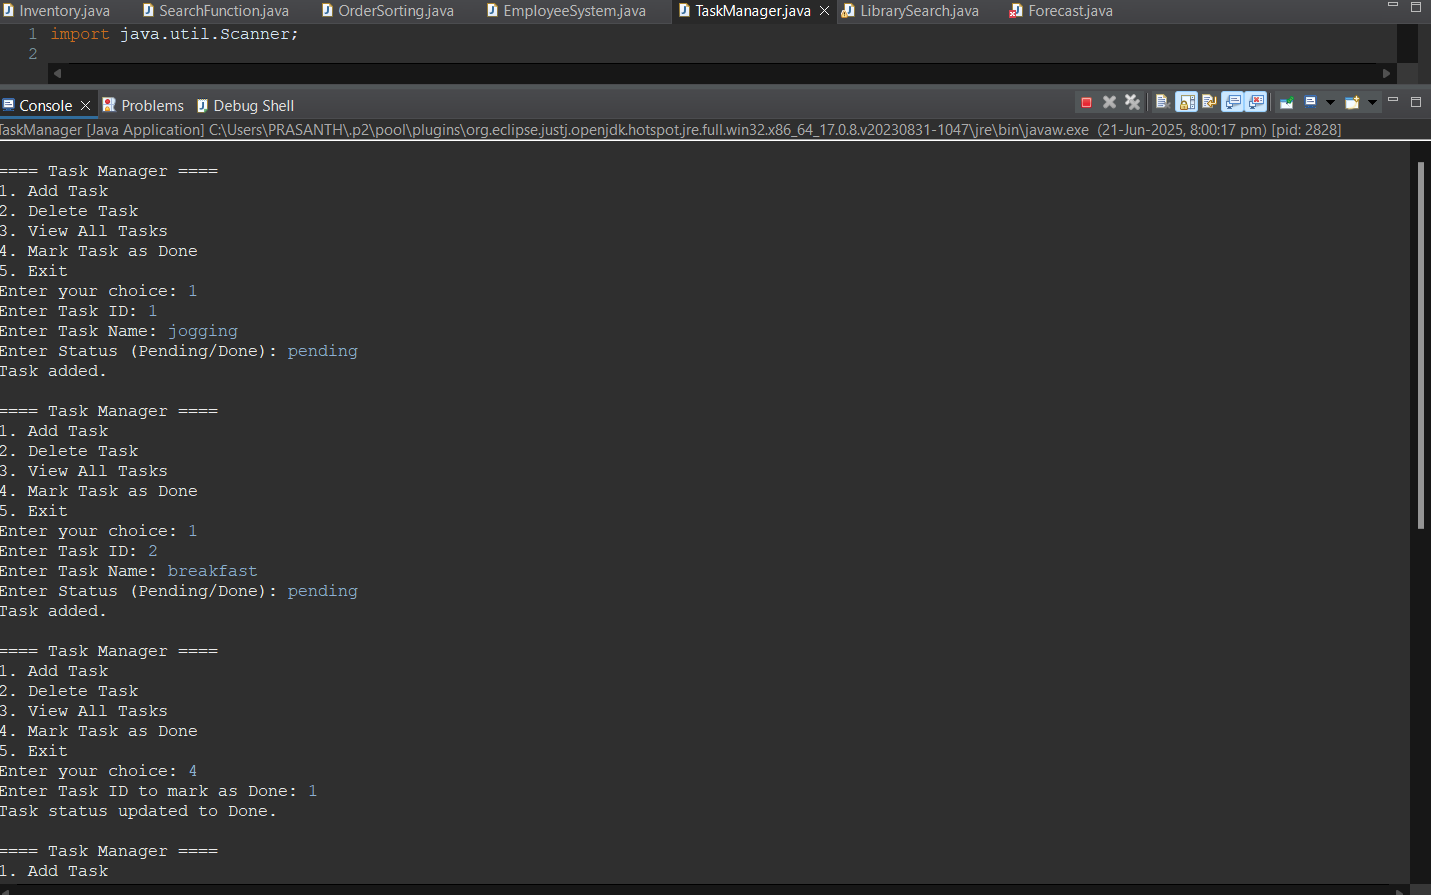 Inventory.java SearchFunction.java OrderSorting.java EmployeeSystem.java TaskManager.java LibrarySearch.java Forecast.java
1 import java.util.Scanner;
2
Console Problems Debug Shell
TaskManager [Java Application] C:\Users\PRASANTH\.p2\pool\plugins\org.eclipse.justj.openjdk.hotspot.jre.full.win32.x86_64_17.0.8.v20230831-1047\jre\bin\javaw.exe (21-Jun-2025, 8:00:17 pm) [pid: 2828]
==== Task Manager ====
1. Add Task
2. Delete Task
3. View All Tasks
4. Mark Task as Done
5. Exit
Enter your choice: 1
Enter Task ID: 1
Enter Task Name: jogging
Enter Status (Pending/Done): pending
Task added.
==== Task Manager ====
1. Add Task
2. Delete Task
3. View All Tasks
4. Mark Task as Done
5. Exit
Enter your choice: 1
Enter Task ID: 2
Enter Task Name: breakfast
Enter Status (Pending/Done): pending
Task added.
==== Task Manager ====
1. Add Task
2. Delete Task
3. View All Tasks
4. Mark Task as Done
5. Exit
Enter your choice: 4
Enter Task ID to mark as Done: 1
Task status updated to Done.
==== Task Manager ====
1. Add Task